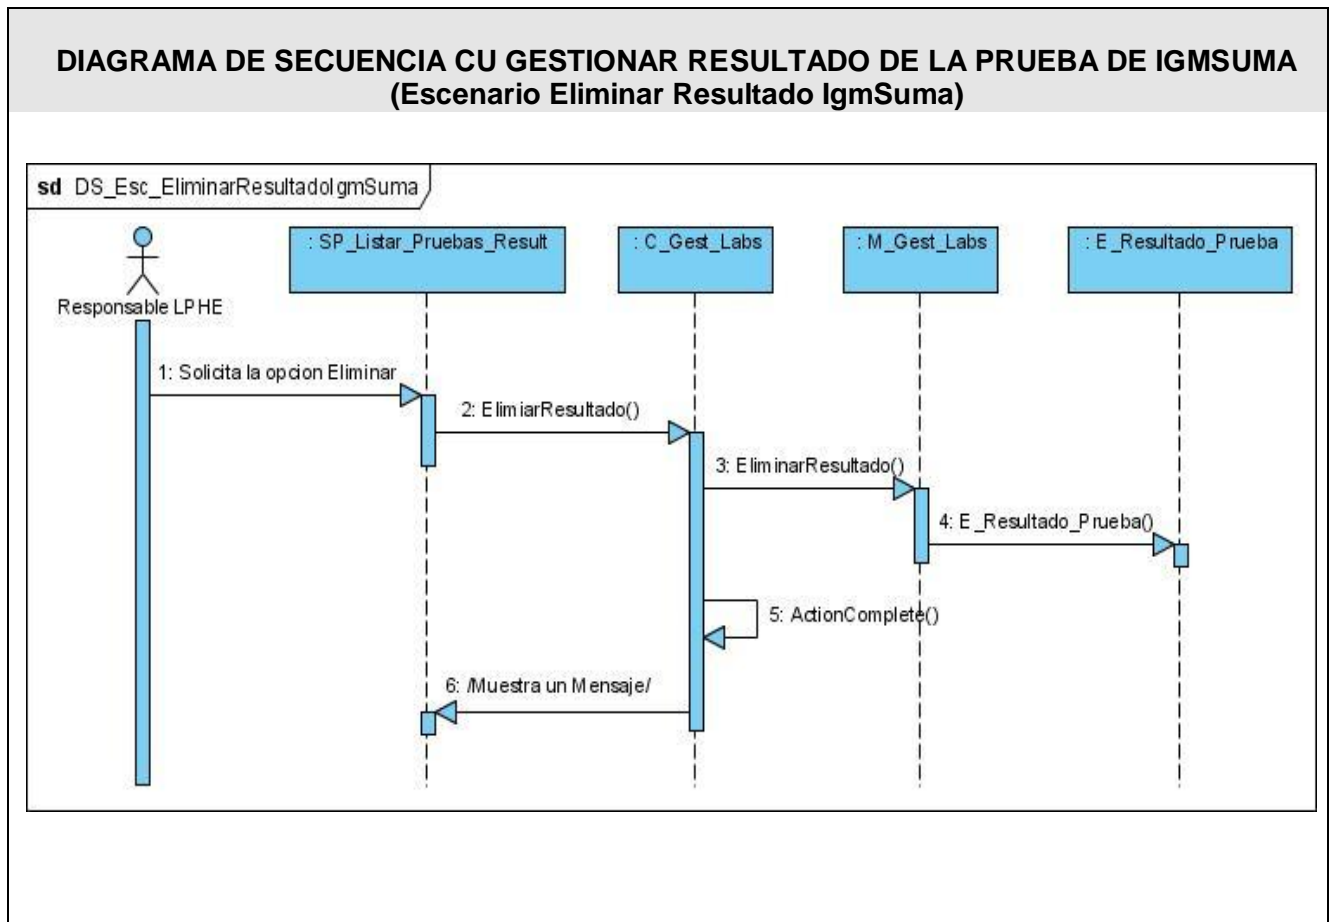 DIAGRAMA DE SECUENCIA CU GESTIONAR RESULTADO DE LA PRUEBA DE IGMSUMA
(Escenario Eliminar Resultado IgmSuma)
sd DS_Esc_EliminarResultadoIgmSuma
: SP_Listar_Pruebas_Result
: C_Gest_Labs
: M_Gest_Labs
: E_Resultado_Prueba
Responsable LPHE
1: Solicita la opcion Eliminar
2: ElimiarResultado()
3: EliminarResultado()
4: E_Resultado_Prueba()
5: ActionComplete()
6: /Muestra un Mensaje/